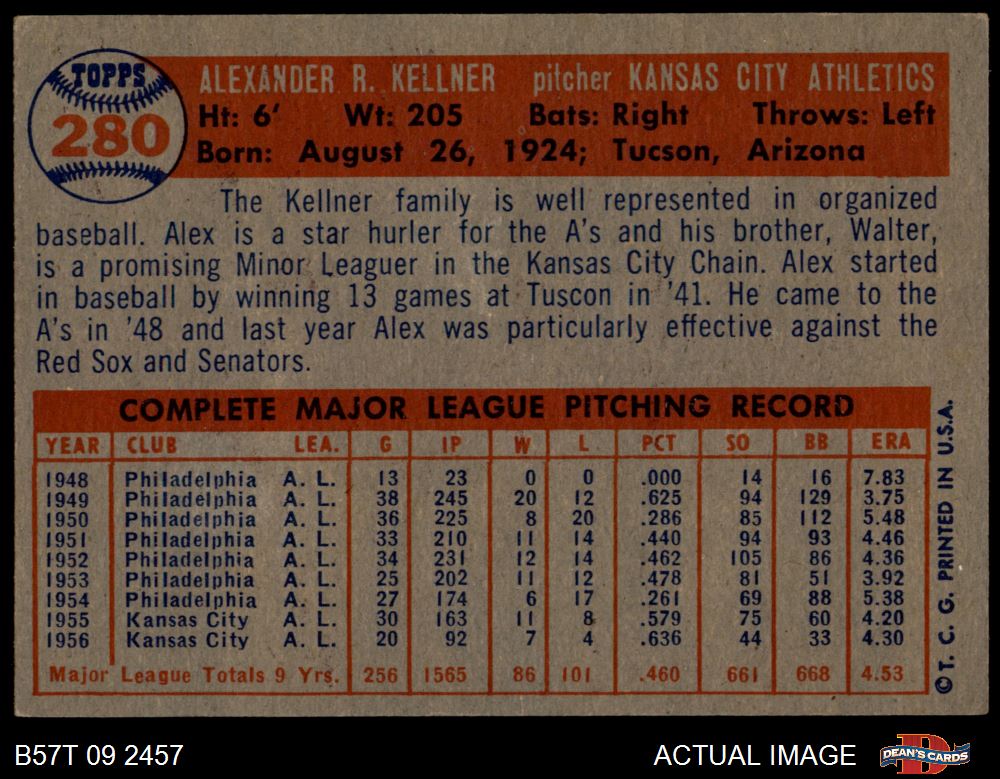 TOPPS
280
ALEXANDER R. KELLNER pitcher KANSAS CITY ATHLETICS
Ht: 6' Wt: 205 Bats: Right Throws: Left
Born: August 26, 1924; Tucson, Arizona
The Kellner family is well represented in organized
baseball. Alex is a star hurler for the A's and his brother, Walter,
is a promising Minor Leaguer in the Kansas City Chain. Alex started
in baseball by winning 13 games at Tuscon in '41. He came to the
A's in '48 and last year Alex was particularly effective against the
Red Sox and Senators.
COMPLETE MAJOR LEAGUE PITCHING RECORD
YEAR CLUB LEA. G IP W L PCT SO BB ERA
1948 Philadelphia A. L. 13 23 0 0 .000 14 16 7.83
1949 Philadelphia A. L. 38 245 20 12 .625 94 129 3.75
1950 Philadelphia A. L. 36 225 8 20 .286 85 112 5.48
1951 Philadelphia A. L. 33 210 11 14 .440 94 93 4.46
1952 Philadelphia A. L. 34 231 12 14 .462 105 86 4.36
1953 Philadelphia A. L. 25 202 11 12 .478 81 51 3.92
1954 Philadelphia A. L. 27 174 6 17 .261 69 88 5.38
1955 Kansas City A. L. 30 163 11 8 .579 75 60 4.20
1956 Kansas City A. L. 20 92 7 4 .636 44 33 4.30
Major League Totals 9 Yrs. 256 1565 86 101 .460 661 668 4.53
© T. C. G. PRINTED IN U.S.A.
B57T 09 2457
ACTUAL IMAGE
DEAN'S CARDS